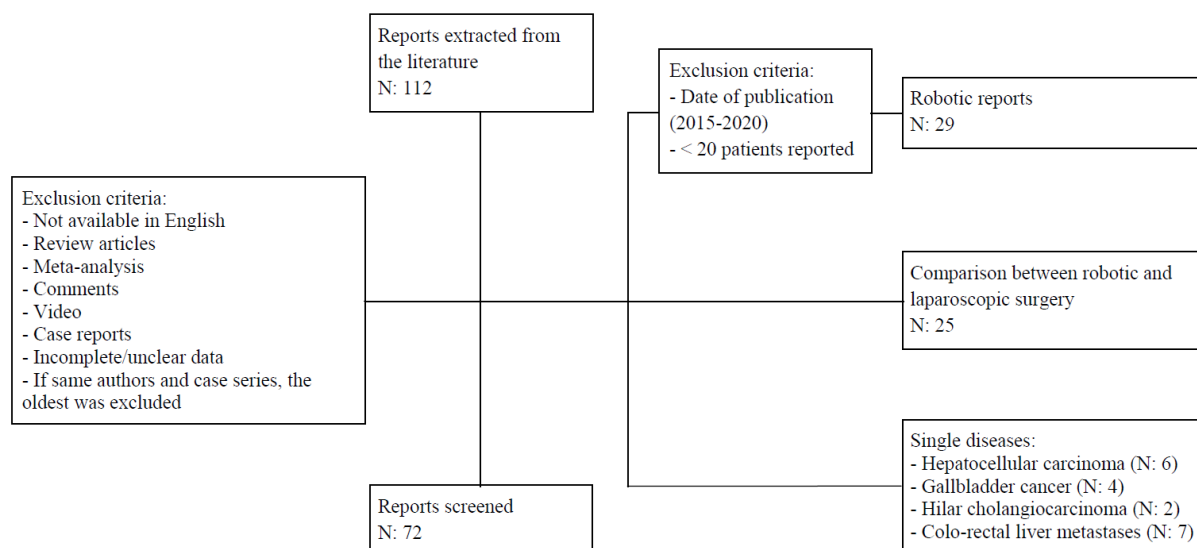 Reports extracted from
the literature
N: 112
Exclusion criteria:
- Date of publication
(2015-2020)
- < 20 patients reported
Robotic reports
N: 29
Exclusion criteria:
- Not available in English
- Review articles
- Meta-analysis
- Comments
- Video
- Case reports
- Incomplete/unclear data
- If same authors and case series, the
oldest was excluded
Comparison between robotic and
laparoscopic surgery
N: 25
Reports screened
N: 72
Single diseases:
- Hepatocellular carcinoma (N: 6)
- Gallbladder cancer (N: 4)
- Hilar cholangiocarcinoma (N: 2)
- Colo-rectal liver metastases (N: 7)